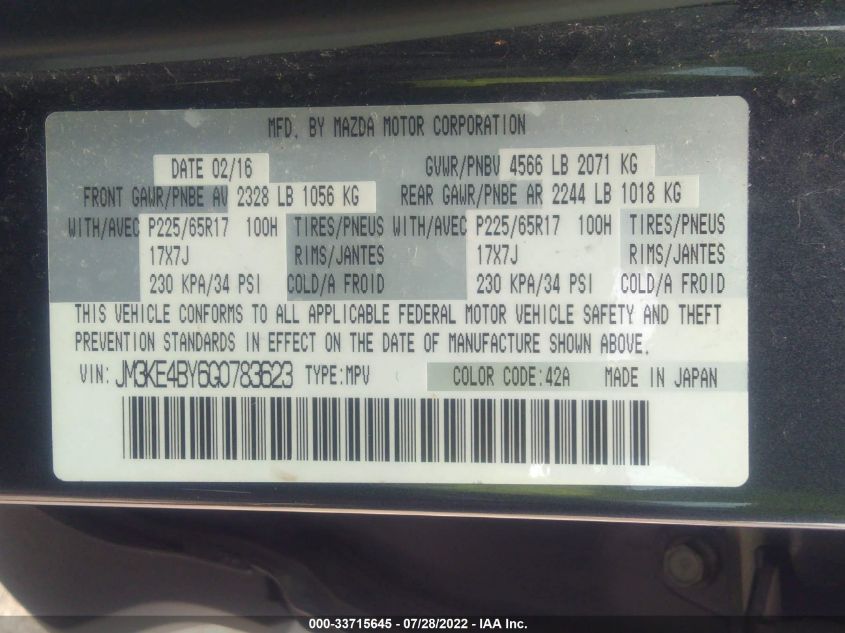 MFD. BY MAZDA MOTOR CORPORATION
DATE 02/16 GVWR/PNBV 4566 LB 2071 KG
FRONT GAWR/PNBE AV 2328 LB 1056 KG REAR GAWR/PNBE AR 2244 LB 1018 KG
WITH/AVEC P225/65R17 100H TIRES/PNEUS WITH/AVEC P225/65R17 100H TIRES/PNEUS
17X7J RIMS/JANTES 17X7J RIMS/JANTES
230 KPA/34 PSI COLD/A FROID 230 KPA/34 PSI COLD/A FROID
THIS VEHICLE CONFORMS TO ALL APPLICABLE FEDERAL MOTOR VEHICLE SAFETY AND THEFT
PREVENTION STANDARDS IN EFFECT ON THE DATE OF MANUFACTURE SHOWN ABOVE.
VIN: JM3KE4BY6G0783623 TYPE:MPV COLOR CODE:42A MADE IN JAPAN
000-33715645 - 07/28/2022 - IAA Inc.